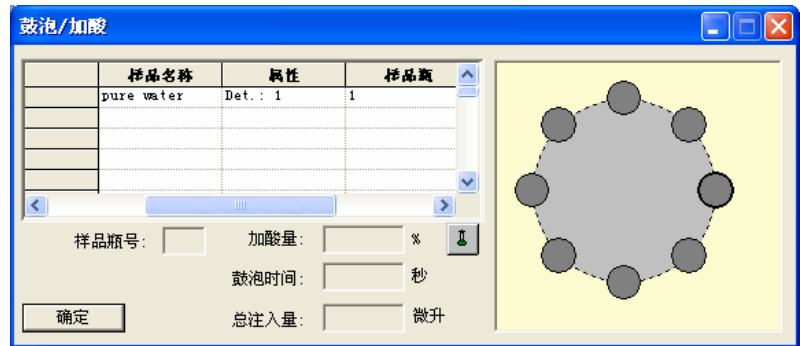 鼓泡/加酸
样品名称 属性 样品瓶
pure water Det.: 1 1
样品瓶号: 加酸量: %
鼓泡时间: 秒
确定 总注入量: 微升